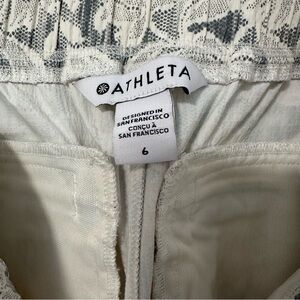 ATHLETA
DESIGNED IN
SAN FRANCISCO
CONÇU À
SAN FRANCISCO
6